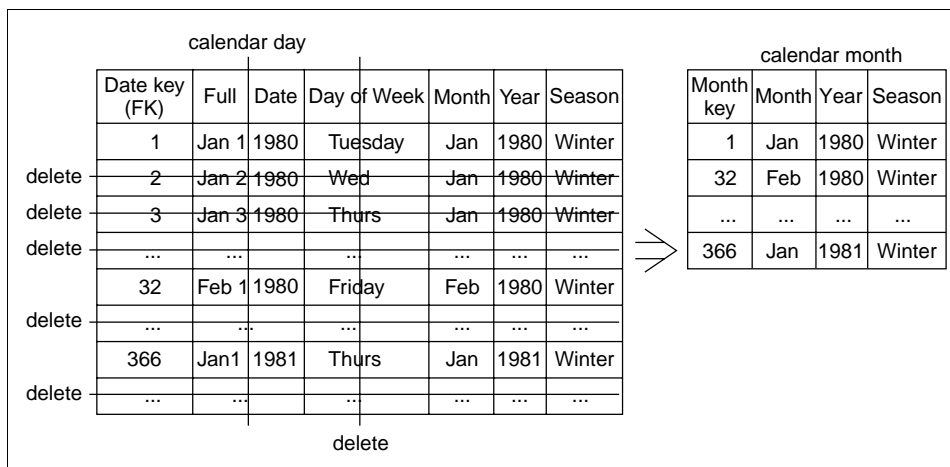 calendar day
Date key (FK) Full Date Day of Week Month Year Season
1 Jan 1 1980 Tuesday Jan 1980 Winter
delete 2 Jan 2 1980 Wed Jan 1980 Winter
delete 3 Jan 3 1980 Thurs Jan 1980 Winter
delete ... ... ... ... ... ...
32 Feb 1 1980 Friday Feb 1980 Winter
delete ... ... ... ... ... ...
366 Jan1 1981 Thurs Jan 1981 Winter
delete ... ... ... ... ... ...
delete
calendar month
Month key Month Year Season
1 Jan 1980 Winter
32 Feb 1980 Winter
... ... ... ...
366 Jan 1981 Winter